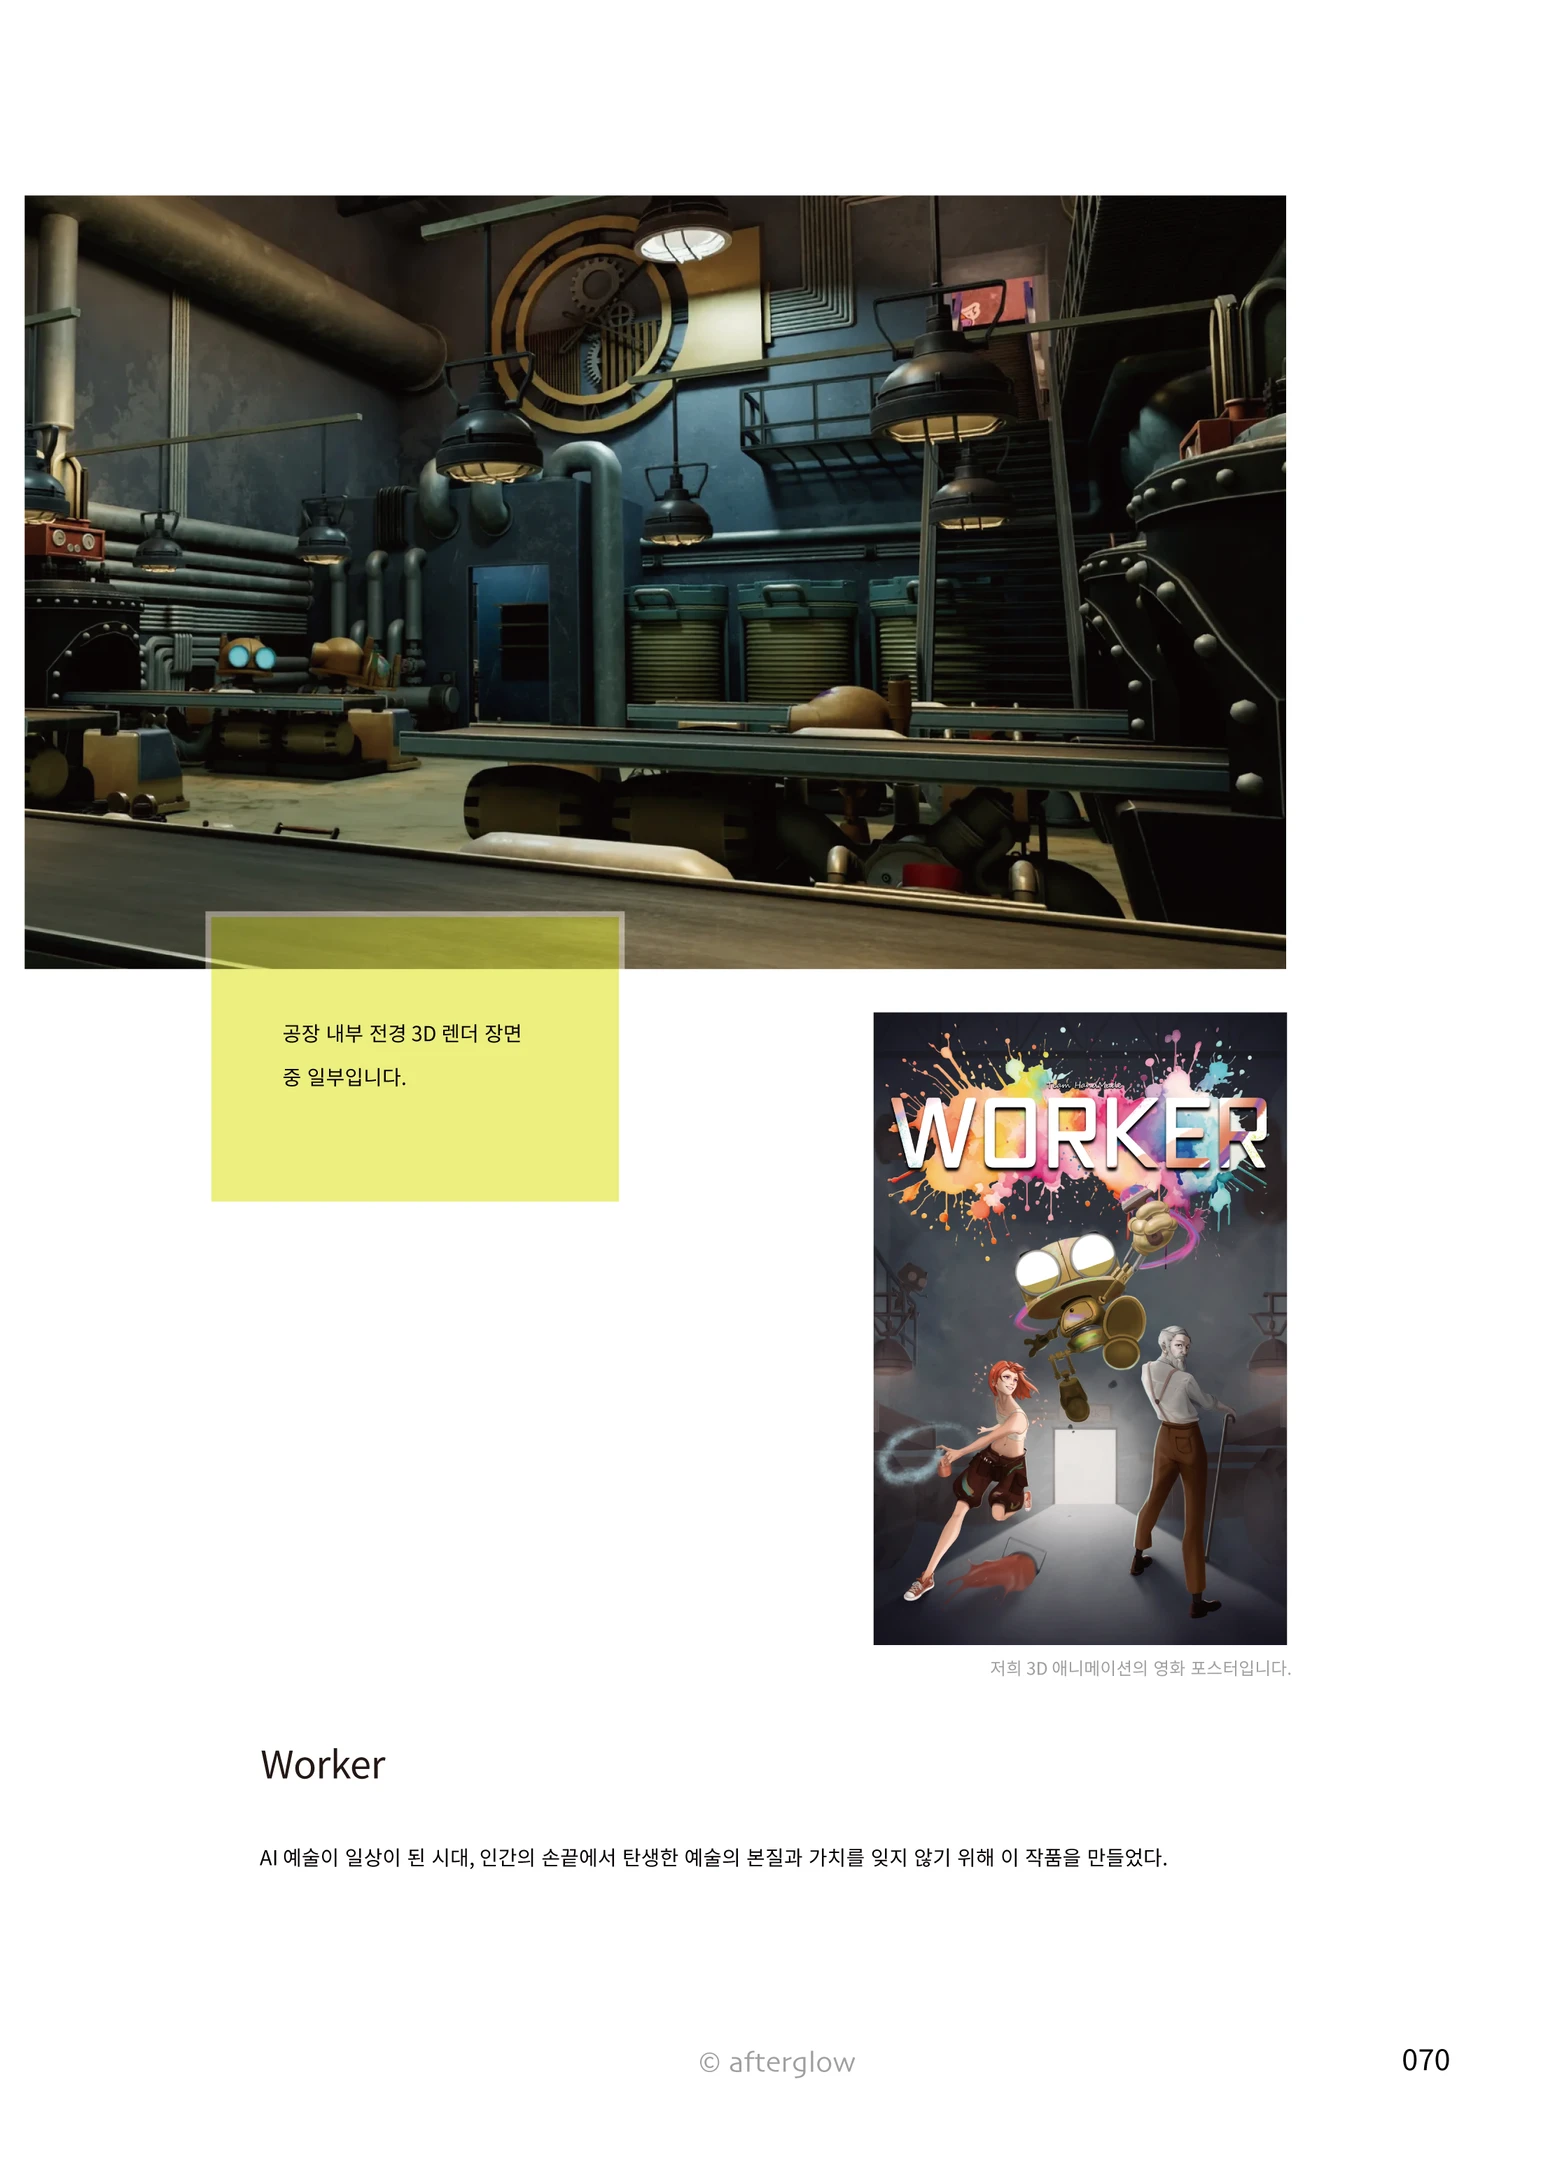 공장 내부 전경 3D 렌더 장면
중 일부입니다.
Team HandMade
WORKER
저희 3D 애니메이션의 영화 포스터입니다.
Worker
AI 예술이 일상이 된 시대, 인간의 손끝에서 탄생한 예술의 본질과 가치를 잊지 않기 위해 이 작품을 만들었다.
© afterglow
070